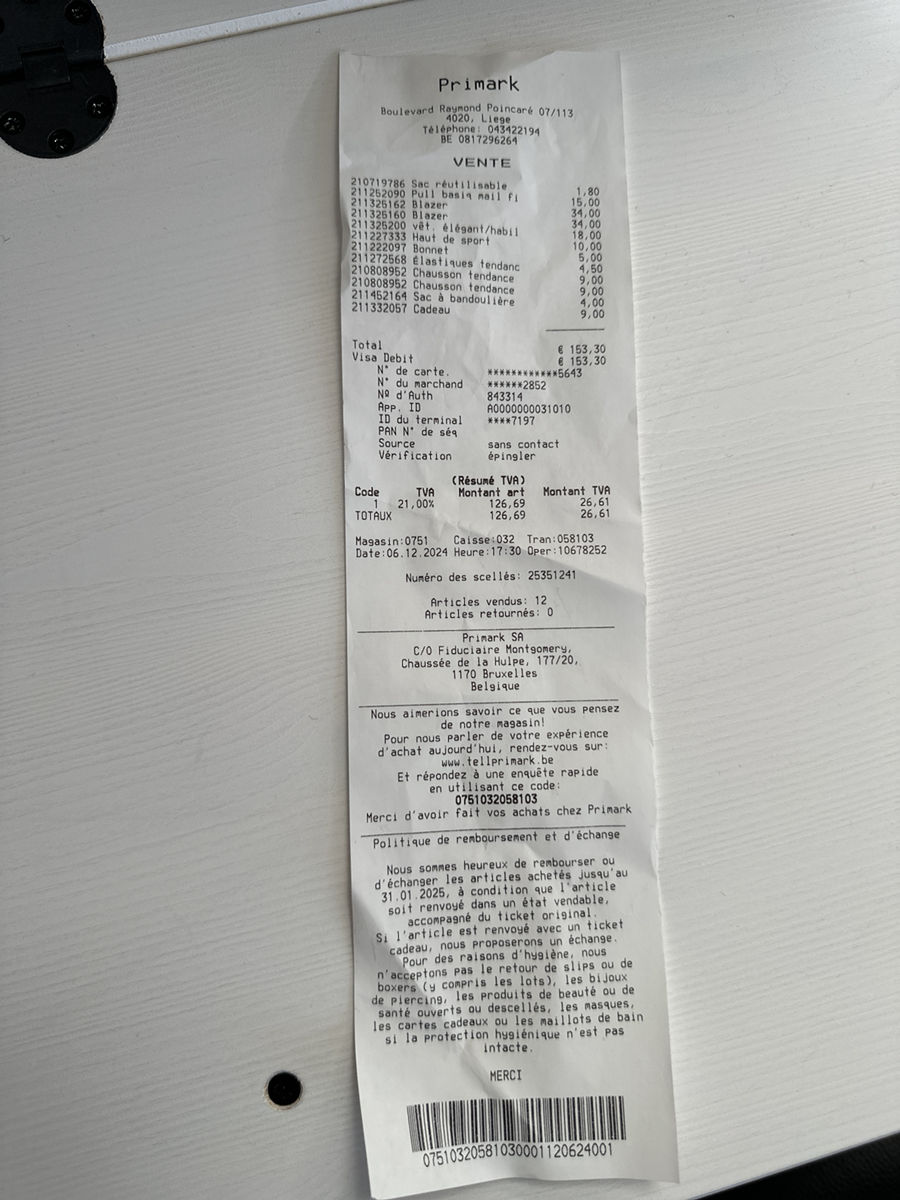 Primark
Boulevard Raymond Poincaré 07/113
4020, Liege
Téléphone: 043422194
BE 0817296264
VENTE
210719786 Sac réutilisable 1,80
211252090 Pull basiq mail fi 15,00
211325162 Blazer 34,00
211325160 Blazer 34,00
211325200 vêt. élégant/habil 18,00
211227333 Haut de sport 10,00
211222097 Bonnet 5,00
211272568 Élastiques tendanc 4,50
210808952 Chausson tendance 9,00
210808952 Chausson tendance 9,00
211452164 Sac à bandoulière 4,00
211332057 Cadeau 9,00
Total € 153,30
Visa Debit € 153,30
N° de carte. ************5643
N° du marchand ******2852
Nº d'Auth 843314
App. ID A0000000031010
ID du terminal ****7197
PAN N° de séq
Source sans contact
Vérification épingler
(Résumé TVA)
Code TVA Montant art Montant TVA
1 21,00% 126,69 26,61
TOTAUX 126,69 26,61
Magasin:0751 Caisse:032 Tran:058103
Date:06.12.2024 Heure:17:30 Oper:10678252
Numéro des scellés: 25351241
Articles vendus: 12
Articles retournés: 0
Primark SA
C/O Fiduciaire Montgomery,
Chaussée de la Hulpe, 177/20,
1170 Bruxelles
Belgique
Nous aimerions savoir ce que vous pensez
de notre magasin!
Pour nous parler de votre expérience
d'achat aujourd'hui, rendez-vous sur:
www.tellprimark.be
Et répondez à une enquête rapide
en utilisant ce code:
0751032058103
Merci d'avoir fait vos achats chez Primark
Politique de remboursement et d'échange
Nous sommes heureux de rembourser ou
d'échanger les articles achetés jusqu'au
31.01.2025, à condition que l'article
soit renvoyé dans un état vendable,
accompagné du ticket original.
Si l'article est renvoyé avec un ticket
cadeau, nous proposerons un échange.
Pour des raisons d'hygiène, nous
n'acceptons pas le retour de slips ou de
boxers (y compris les lots), les bijoux
de piercing, les produits de beauté ou de
santé ouverts ou descellés, les masques,
les cartes cadeaux ou les maillots de bain
si la protection hygiénique n'est pas
intacte.
MERCI
07510320581030001120624001